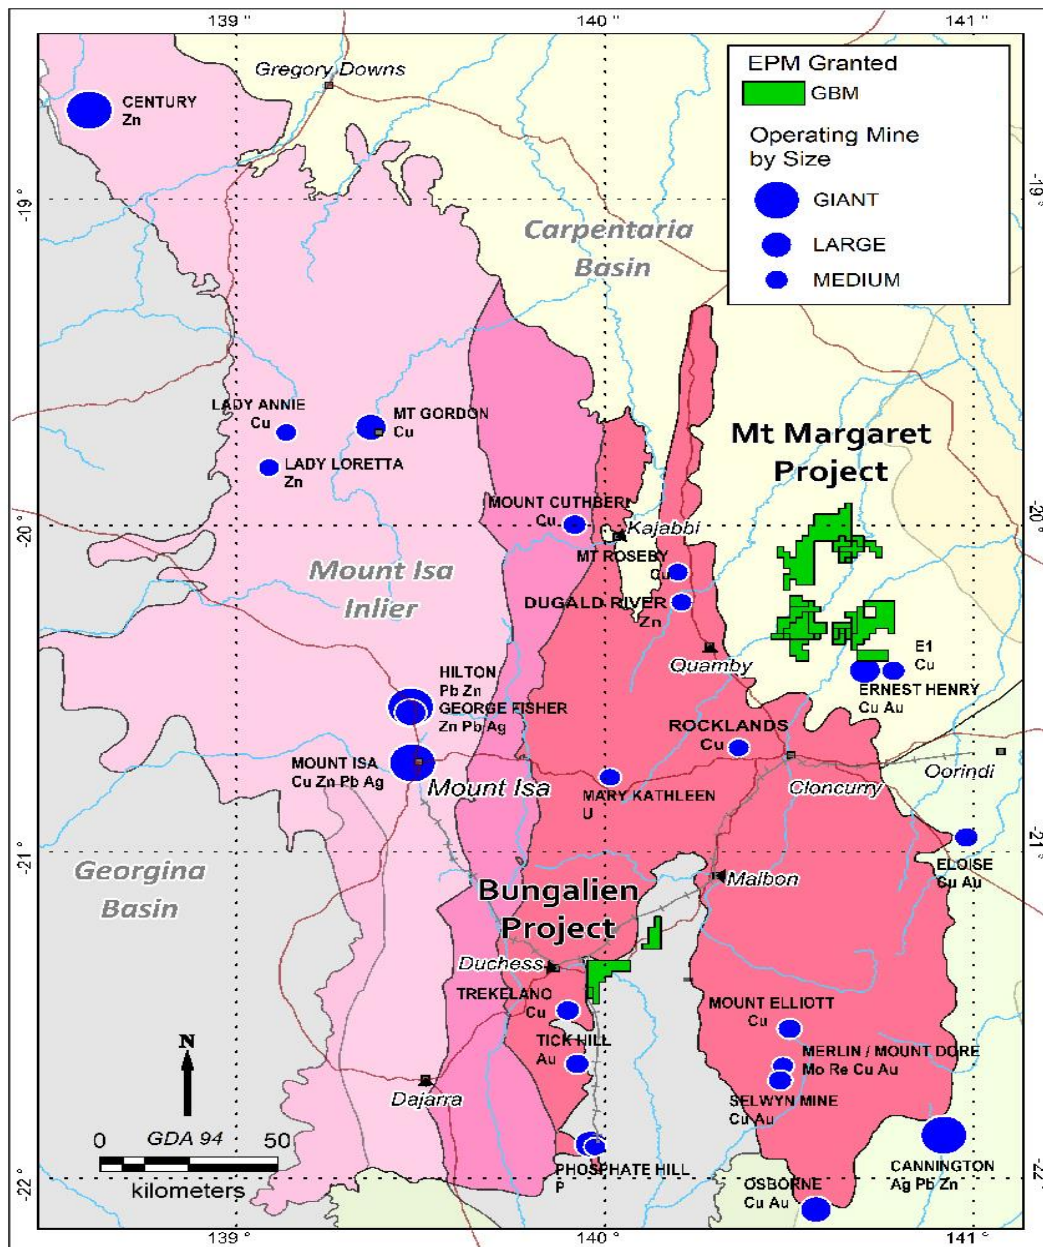 139 °
140 °
141 °
EPM Granted
GBM
Operating Mine
by Size
GIANT
LARGE
MEDIUM
Gregory Downs
CENTURY
Zn
-19 °
-19 °
Carpentaria
Basin
LADY ANNIE
Cu
MT GORDON
Cu
LADY LORETTA
Zn
Mt Margaret
Project
MOUNT CUTHBERT
Cu
-20 °
-20 °
Kajabbi
MT ROSEBY
Cu
Mount Isa
Inlier
DUGALD RIVER
Zn
Quamby
E1
Cu
ERNEST HENRY
Cu Au
HILTON
Pb Zn
GEORGE FISHER
Zn Pb Ag
ROCKLANDS
Cu
MOUNT ISA
Cu Zn Pb Ag
Mount Isa
Oorindi
Cloncurry
MARY KATHLEEN
U
-21 °
-21 °
ELOISE
Cu Au
Georgina
Basin
Malbon
Bungalien
Project
Duchess
TREKELANO
Cu
MOUNT ELLIOTT
Cu
TICK HILL
Au
MERLIN / MOUNT DORE
Mo Re Cu Au
SELWYN MINE
Cu Au
N
Dajarra
0 GDA 94 50
kilometers
PHOSPHATE HILL
P
CANNINGTON
Ag Pb Zn
OSBORNE
Cu Au
-22 °
-22 °
139 °
140 °
141 °